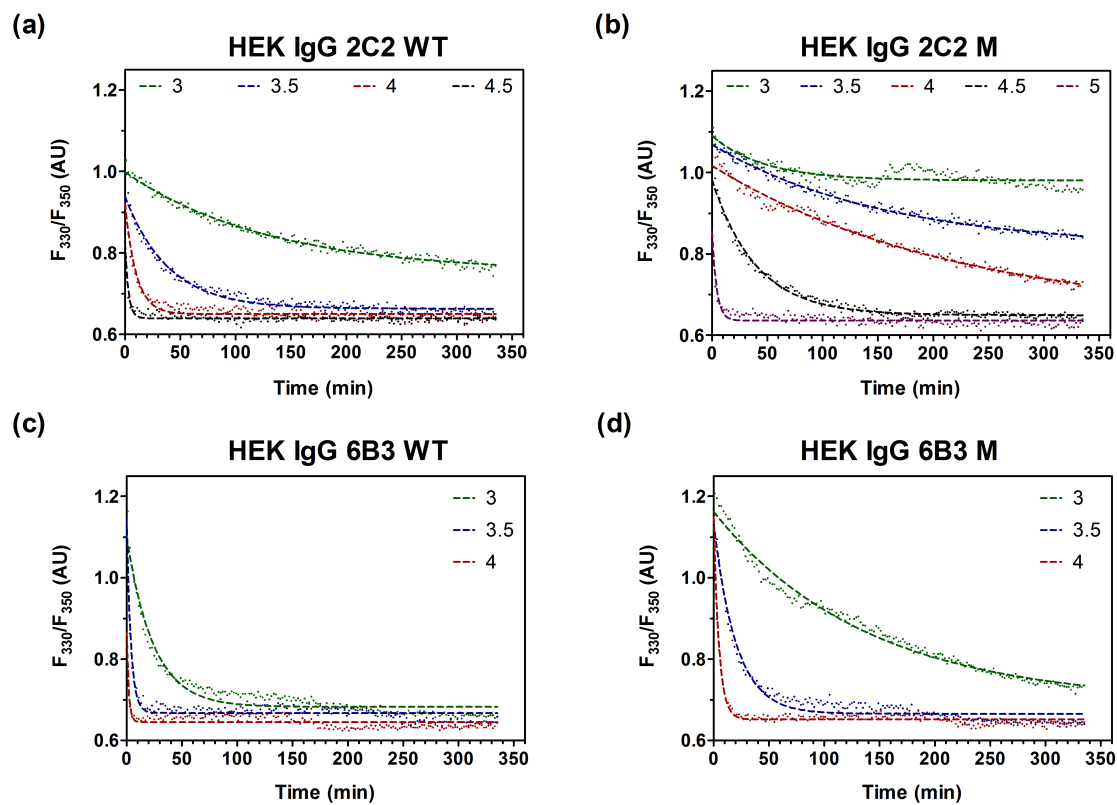 (a)
HEK IgG 2C2 WT
3 3.5 4 4.5
F330/F350 (AU)
1.2
1.0
0.8
0.6
0 50 100 150 200 250 300 350
Time (min)
(b)
HEK IgG 2C2 M
3 3.5 4 4.5 5
F330/F350 (AU)
1.2
1.0
0.8
0.6
0 50 100 150 200 250 300 350
Time (min)
(c)
HEK IgG 6B3 WT
3
3.5
4
F330/F350 (AU)
1.2
1.0
0.8
0.6
0 50 100 150 200 250 300 350
Time (min)
(d)
HEK IgG 6B3 M
3
3.5
4
F330/F350 (AU)
1.2
1.0
0.8
0.6
0 50 100 150 200 250 300 350
Time (min)